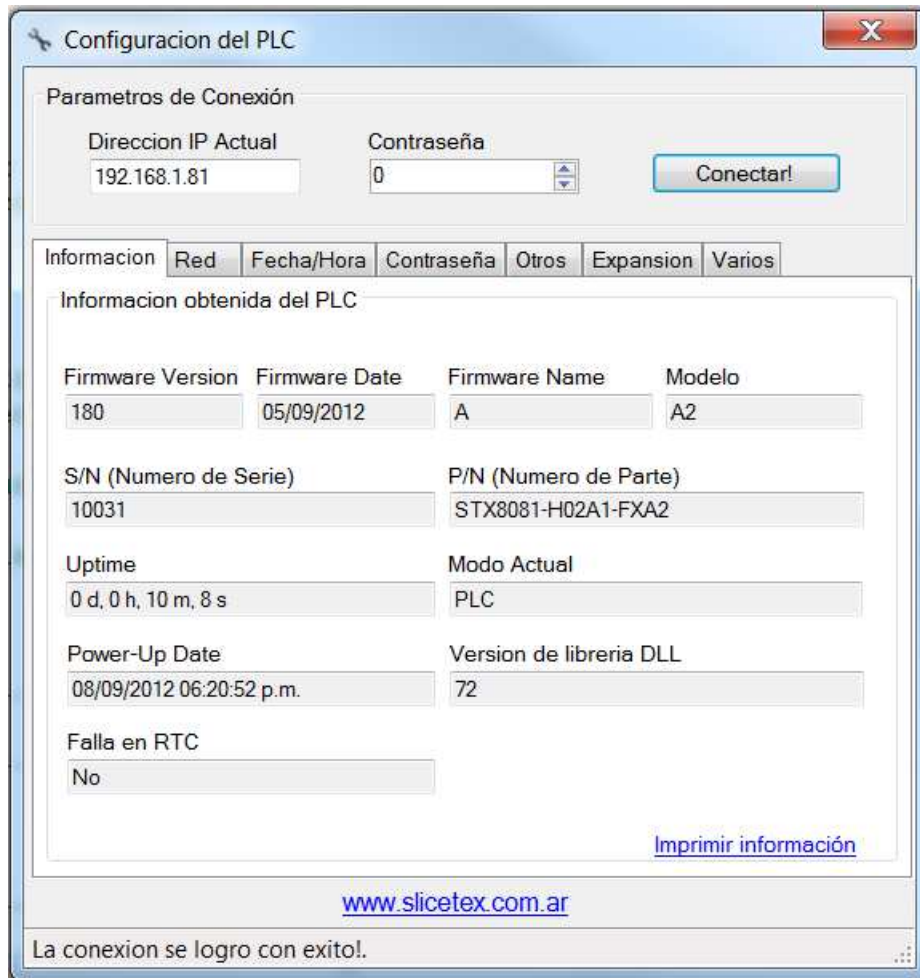 Configuracion del PLC
Parametros de Conexión
Direccion IP Actual Contraseña
192.168.1.81 0 Conectar!
Informacion Red Fecha/Hora Contraseña Otros Expansion Varios
Informacion obtenida del PLC
Firmware Version Firmware Date Firmware Name Modelo
180 05/09/2012 A A2
S/N (Numero de Serie) P/N (Numero de Parte)
10031 STX8081-H02A1-FXA2
Uptime Modo Actual
0 d, 0 h, 10 m, 8 s PLC
Power-Up Date Version de libreria DLL
08/09/2012 06:20:52 p.m. 72
Falla en RTC
No
Imprimir información
www.slicetex.com.ar
La conexion se logro con exito!.